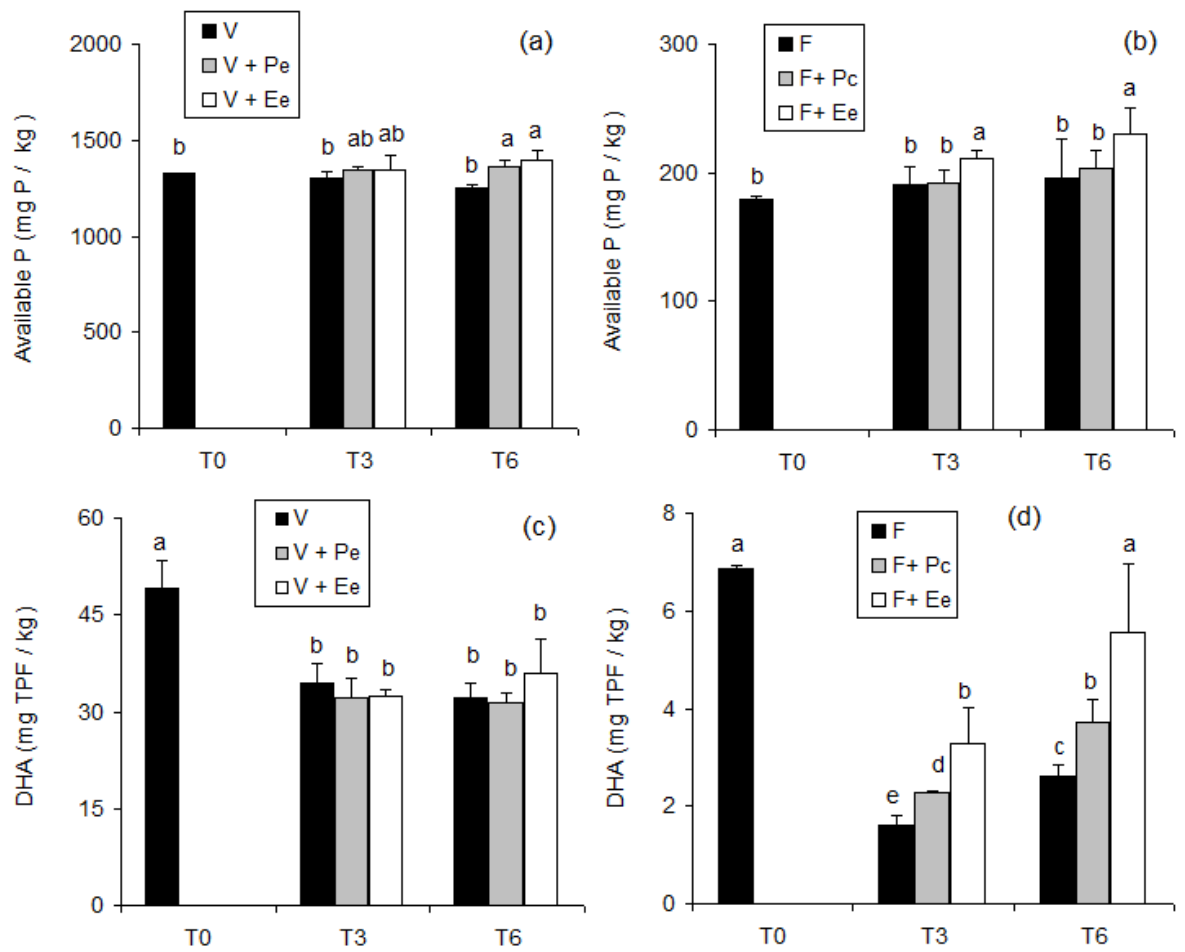 (a)
V
V + Pe
V + Ee
2000
1500
1000
500
0
Available P (mg P / kg )
b
b
ab
ab
b
a
a
T0
T3
T6
(b)
F
F+ Pc
F+ Ee
300
200
100
0
Available P (mg P / kg )
b
b
b
a
b
b
a
T0
T3
T6
(c)
V
V + Pe
V + Ee
60
45
30
15
0
DHA (mg TPF / kg )
a
b
b
b
b
b
b
T0
T3
T6
(d)
F
F+ Pc
F+ Ee
8
6
4
2
0
DHA (mg TPF / kg )
a
e
d
b
c
b
a
T0
T3
T6